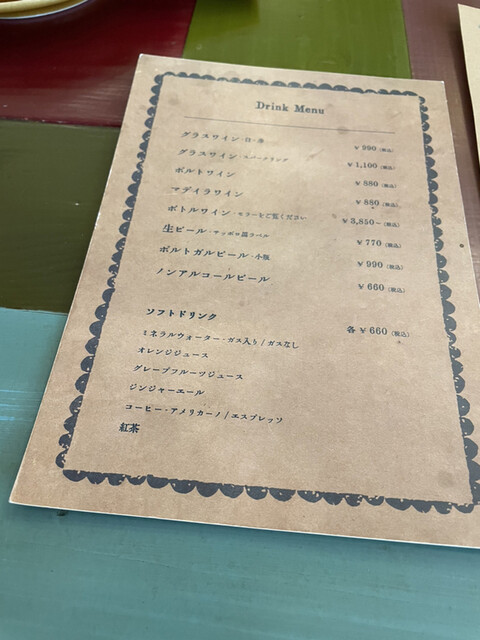 Drink Menu
グラスワイン・白・赤 ￥990（税込）
グラスワイン・スパークリング ￥1,100（税込）
ポルトワイン ￥880（税込）
マデイラワイン ￥880（税込）
ボトルワイン・セラーをご覧ください ￥3,850~（税込）
生ビール・サッポロ黒ラベル ￥770（税込）
ポルトガルビール・小瓶 ￥990（税込）
ノンアルコールビール ￥660（税込）
ソフトドリンク 各￥660（税込）
ミネラルウォーター・ガス入り/ガスなし
オレンジジュース
グレープフルーツジュース
ジンジャーエール
コーヒー・アメリカーノ/エスプレッソ
紅茶